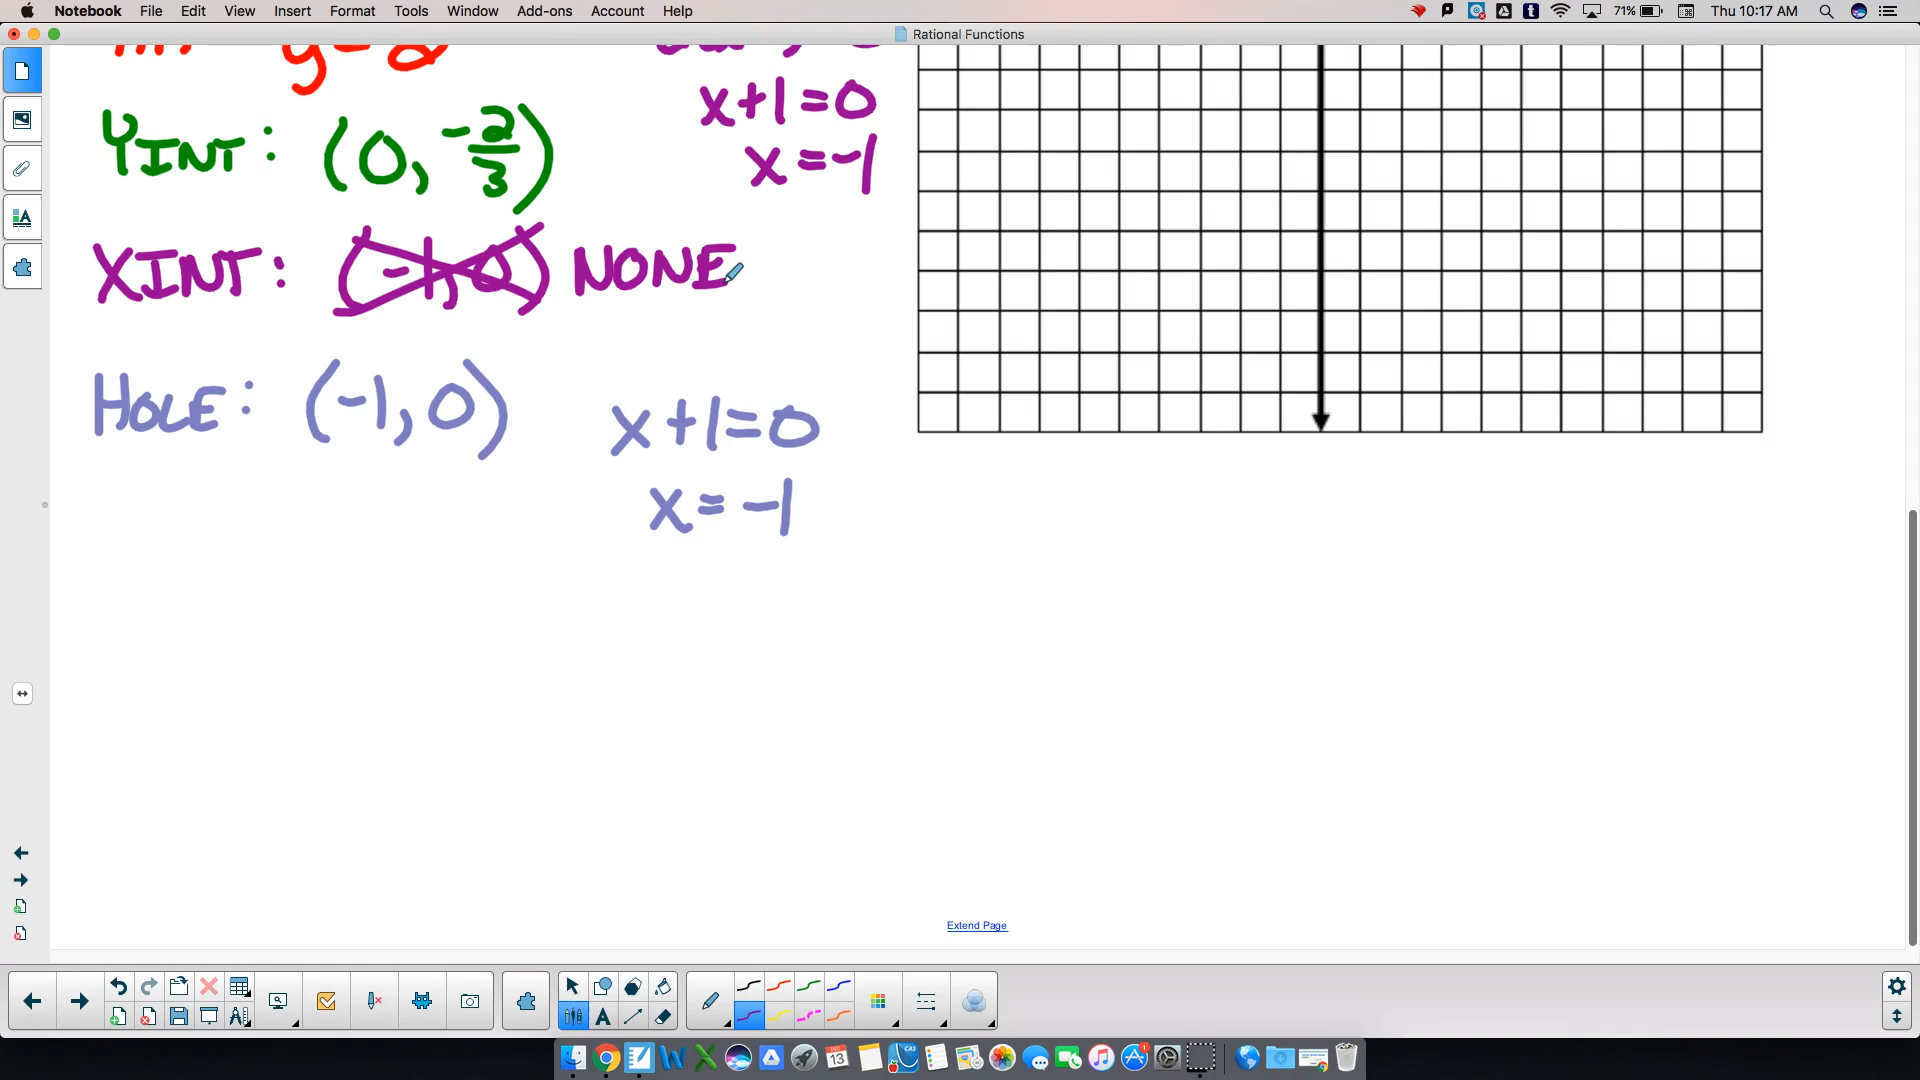 Notebook File Edit View Insert Format Tools Window Add-ons Account Help 71% Thu 10:17 AM
Rational Functions
y=2
x+1=0
x=-1
YINT: (0, -2/3)
XINT: (-1,0) NONE
HOLE: (-1,0)
x+1=0
x=-1
Extend Page